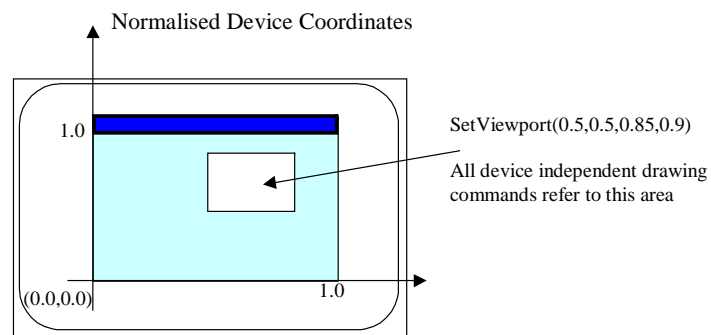 Normalised Device Coordinates
1.0
SetViewport(0.5,0.5,0.85,0.9)
All device independent drawing
commands refer to this area
(0.0,0.0)
1.0